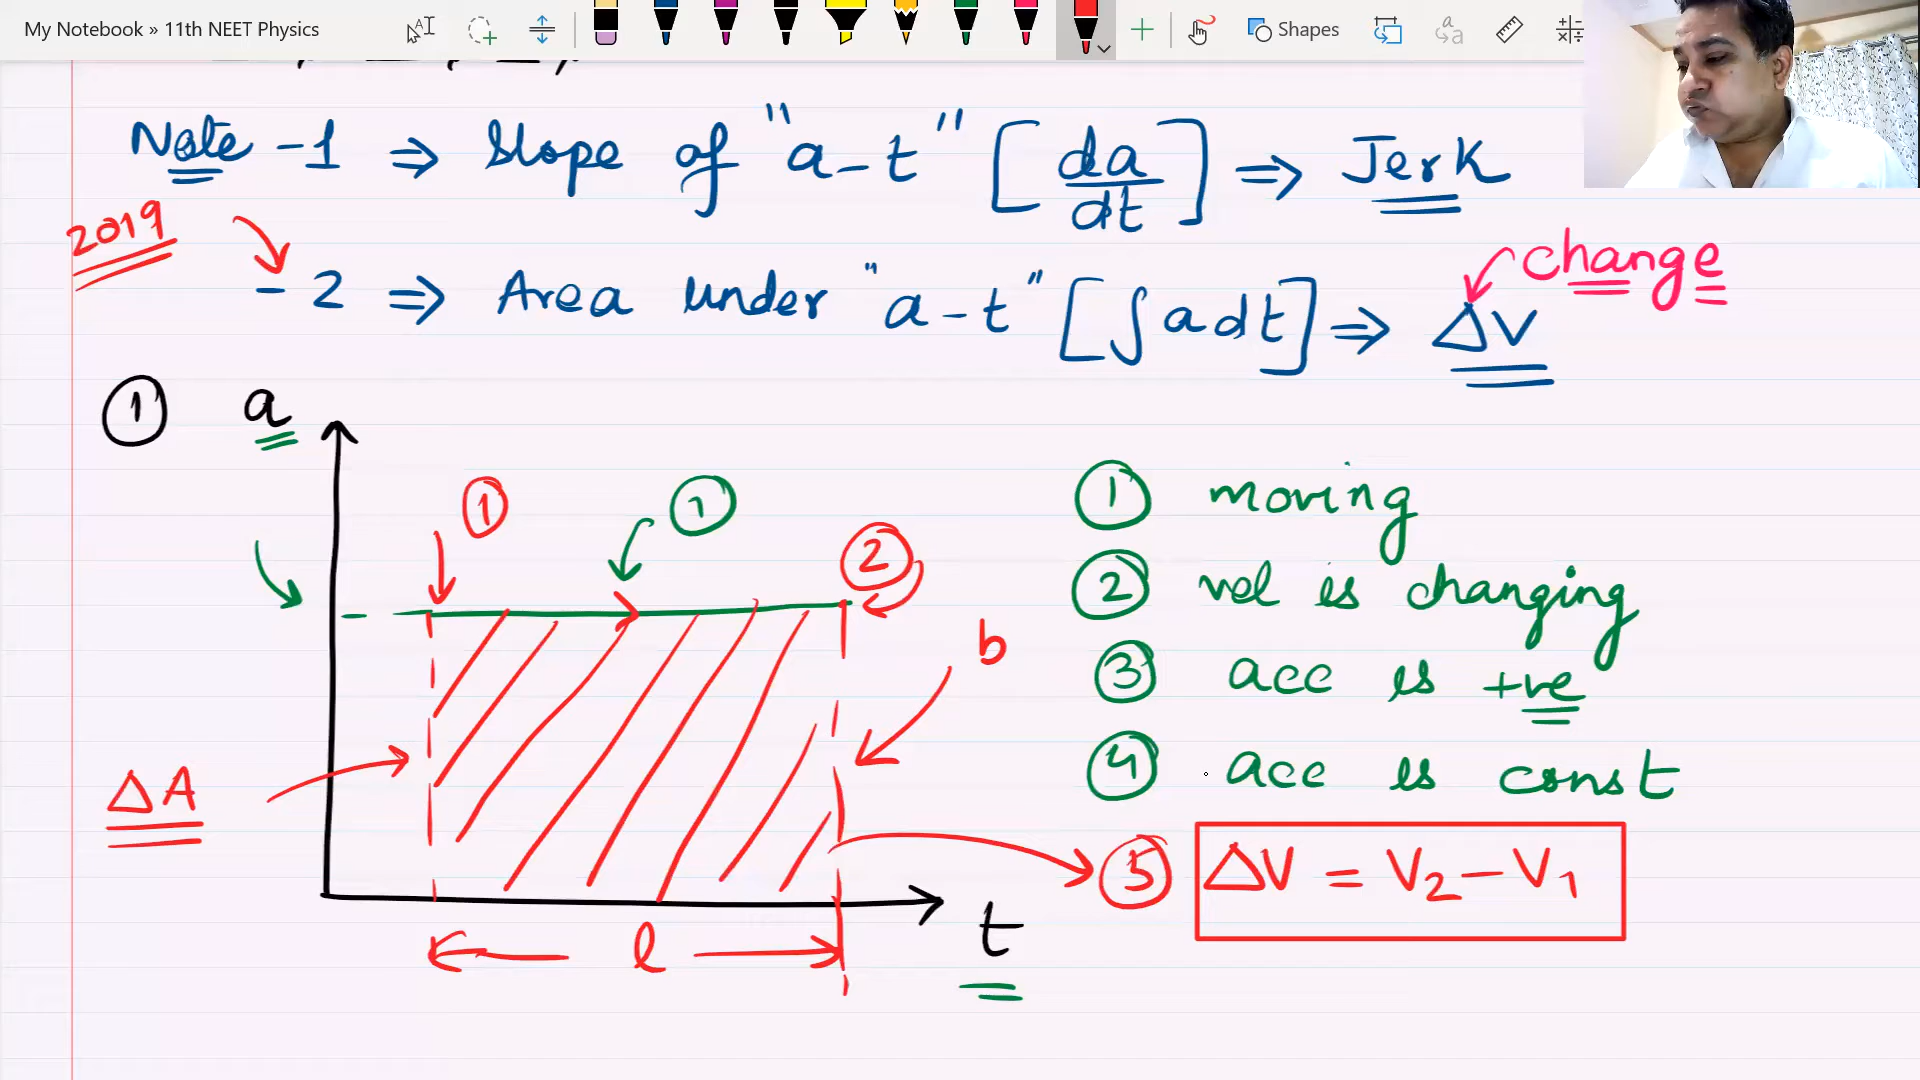 My Notebook » 11th NEET Physics
Shapes
Note -1 ⇒ Slope of "a-t" [da/dt] ⇒ Jerk
2019
change
-2 ⇒ Area under "a-t" [∫adt] ⇒ ΔV
① a
① ① ②
b
ΔA
l
t
① moving
② vel is changing
③ acc is +ve
④ acc is const
⑤ ΔV = V₂-V₁